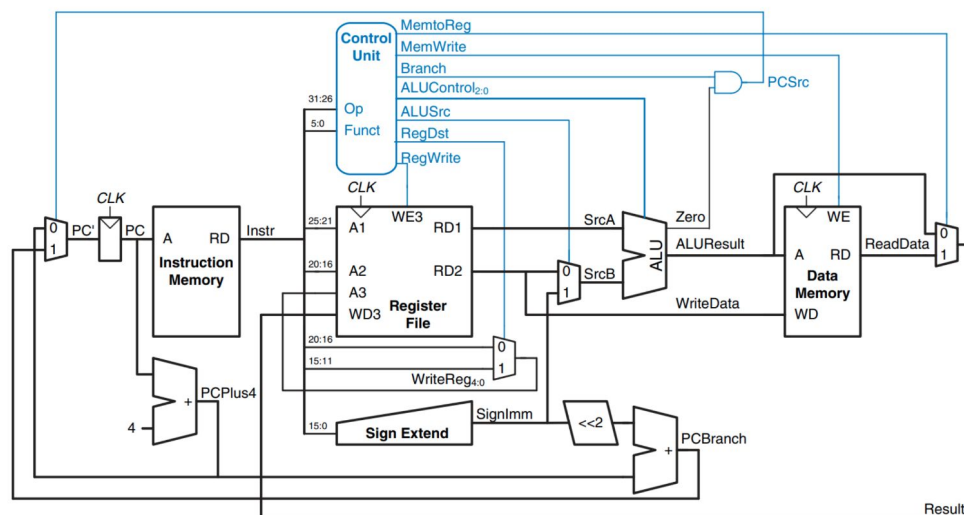 MemtoReg
Control Unit
MemWrite
Branch
ALUControl2:0
PCSrc
31:26
Op
ALUSrc
5:0
Funct
RegDst
RegWrite
CLK
CLK
CLK
WE3
WE
0
1
PC'
PC
A
RD
Instr
Instruction
Memory
25:21
A1
RD1
SrcA
Zero
ALU
ALUResult
0
1
ReadData
20:16
A2
RD2
0
1
SrcB
A
RD
Data
Memory
A3
WD3
Register
File
WriteData
WD
20:16
0
1
15:11
WriteReg4:0
PCPlus4
+
4
15:0
Sign Extend
SignImm
<<2
+
PCBranch
Result